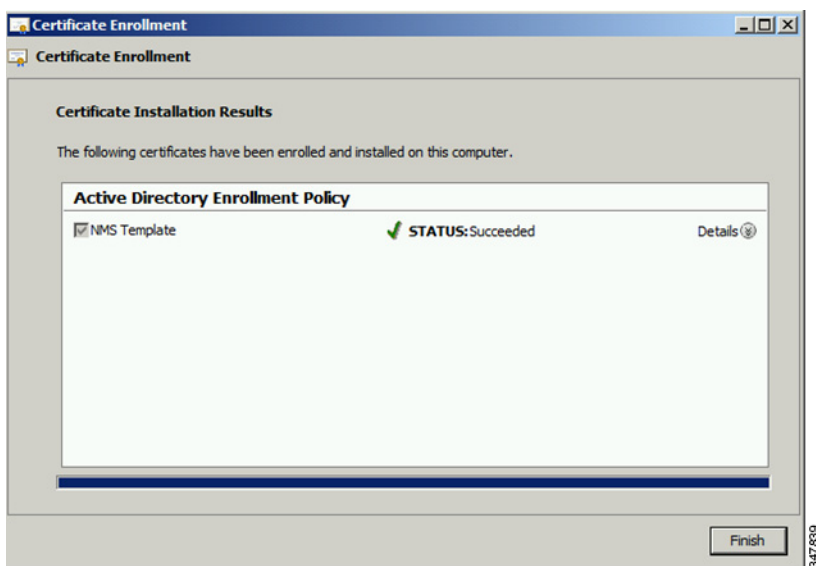 Certificate Enrollment
Certificate Enrollment
Certificate Installation Results
The following certificates have been enrolled and installed on this computer.
Active Directory Enrollment Policy
NMS Template STATUS: Succeeded Details
Finish
347839